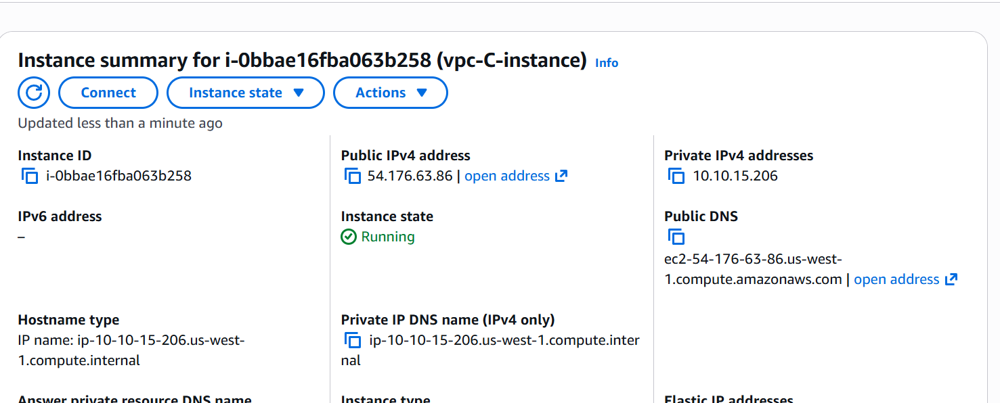 Instance summary for i-0bbae16fba063b258 (vpc-C-instance) Info
Connect
Instance state
Actions
Updated less than a minute ago
Instance ID
i-0bbae16fba063b258
Public IPv4 address
54.176.63.86 | open address
Private IPv4 addresses
10.10.15.206
IPv6 address
–
Instance state
Running
Public DNS
ec2-54-176-63-86.us-west-
1.compute.amazonaws.com | open address
Hostname type
IP name: ip-10-10-15-206.us-west-
1.compute.internal
Private IP DNS name (IPv4 only)
ip-10-10-15-206.us-west-1.compute.inter
nal
Answer private resource DNS name
Instance type
Elastic IP addresses